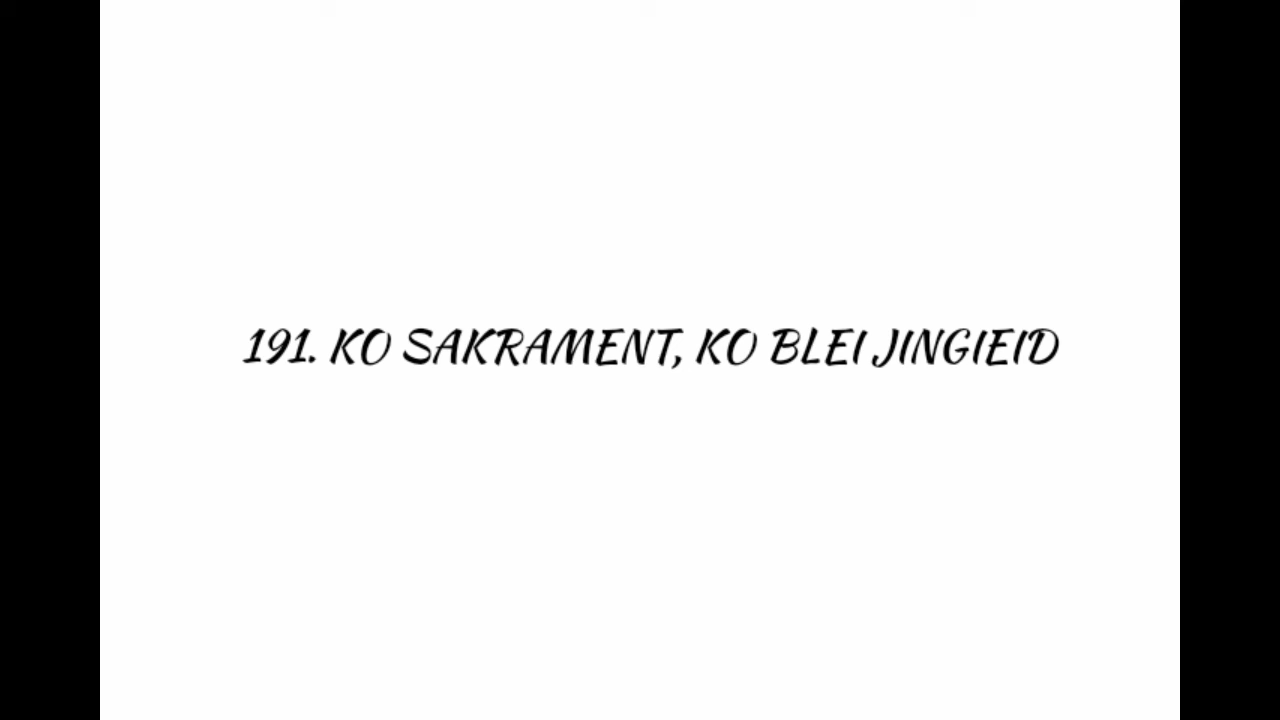 191. KO SAKRAMENT, KO BLEI JINGIEID